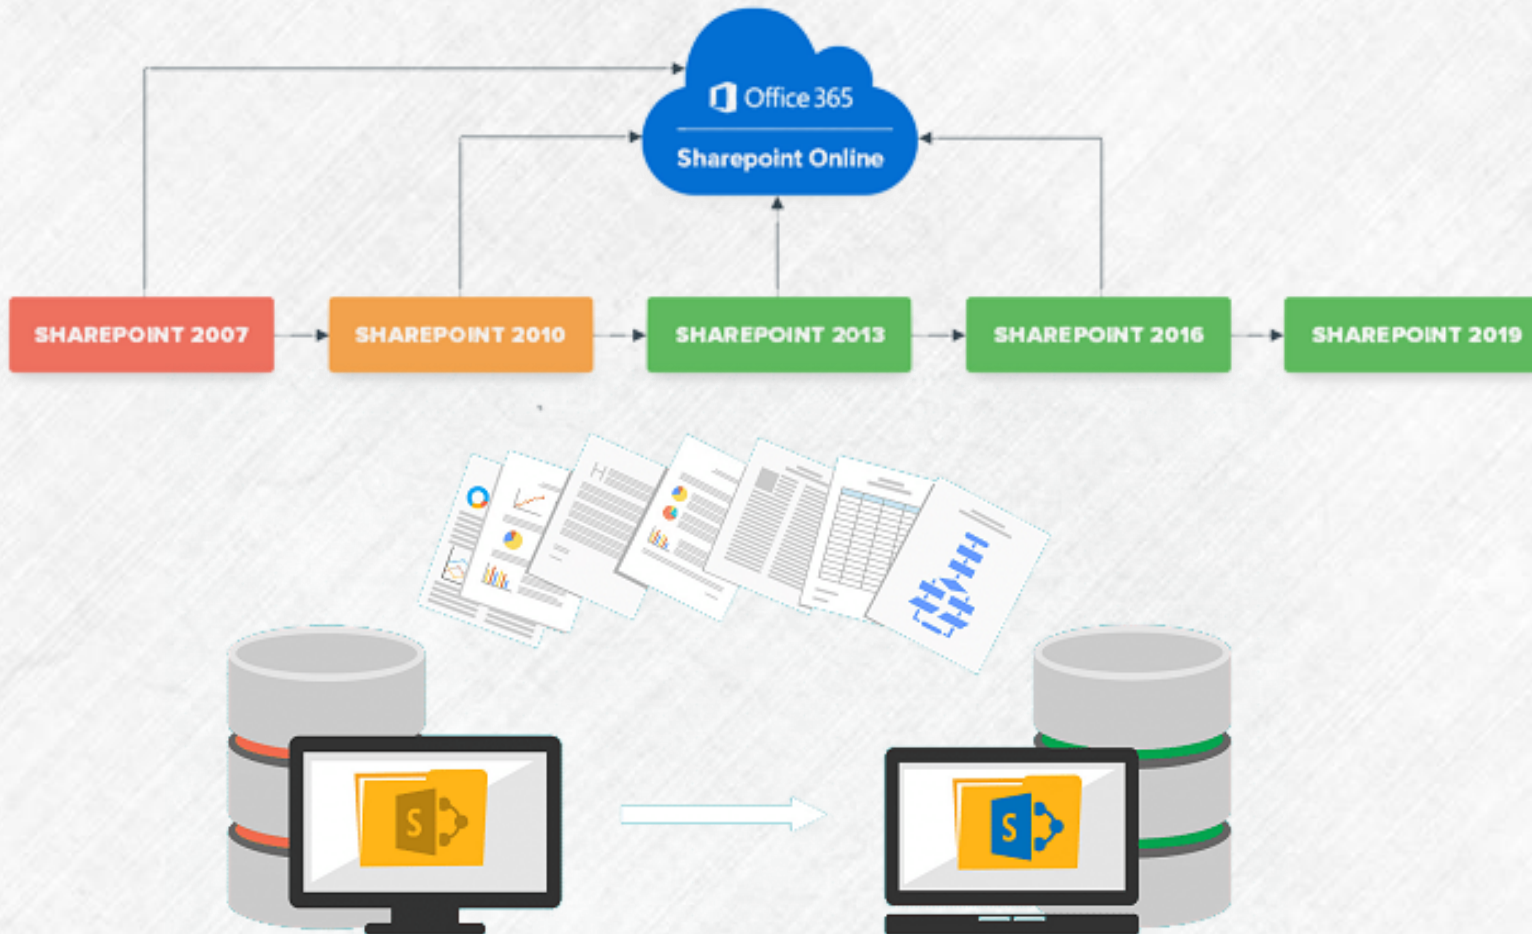 Office 365
Sharepoint Online
SHAREPOINT 2007
SHAREPOINT 2010
SHAREPOINT 2013
SHAREPOINT 2016
SHAREPOINT 2019
H
S
S